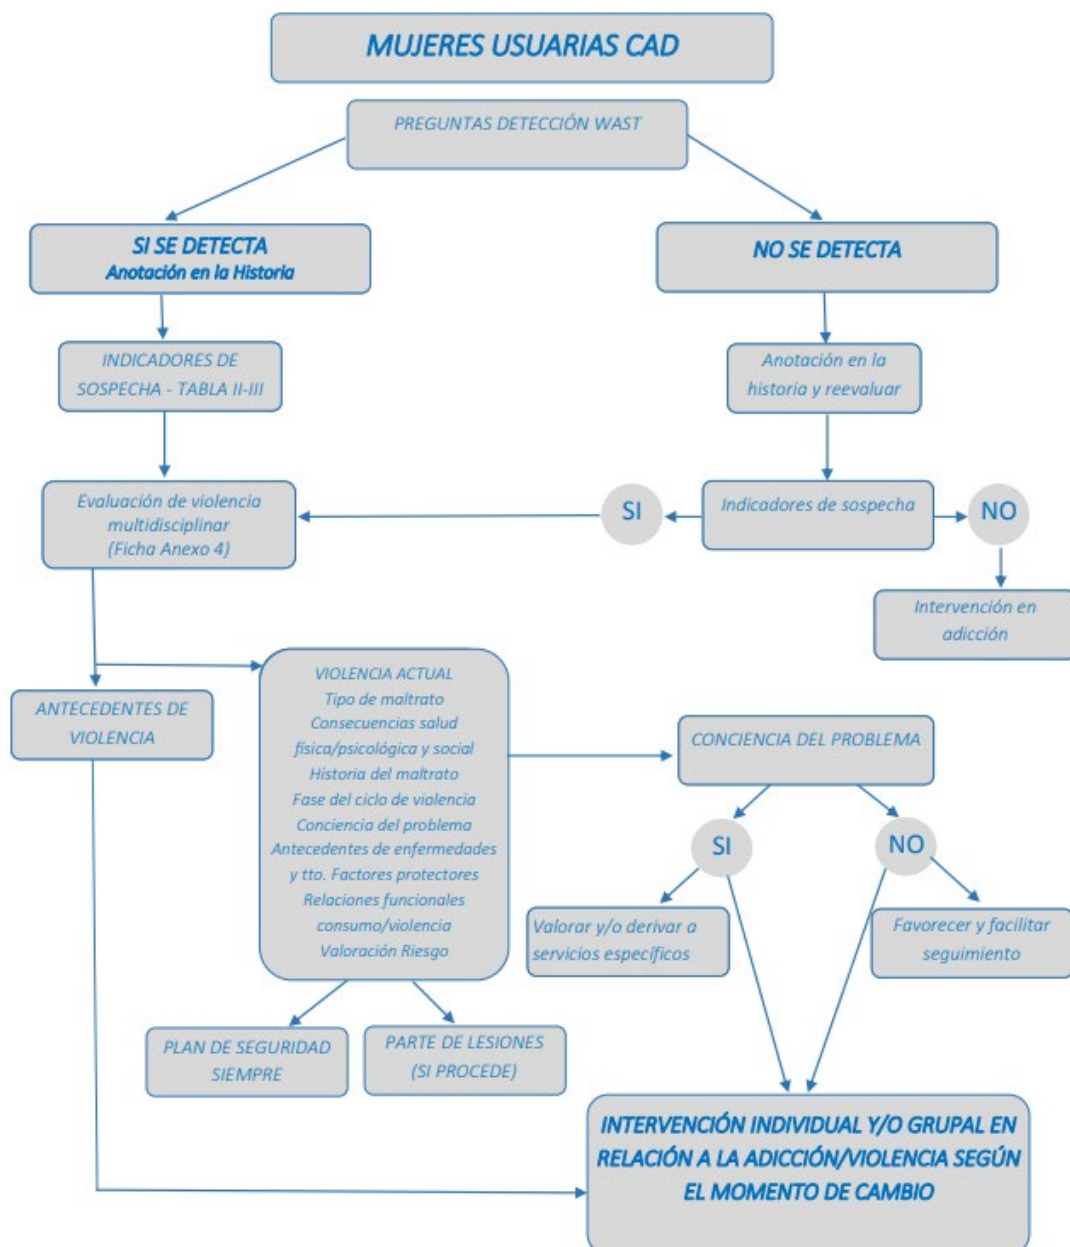 MUJERES USUARIAS CAD
PREGUNTAS DETECCIÓN WAST
SI SE DETECTA
Anotación en la Historia
NO SE DETECTA
INDICADORES DE
SOSPECHA - TABLA II-III
Anotación en la
historia y reevaluar
Evaluación de violencia
multidisciplinar
(Ficha Anexo 4)
SI
Indicadores de sospecha
NO
Intervención en
adicción
ANTECEDENTES DE
VIOLENCIA
VIOLENCIA ACTUAL
Tipo de maltrato
Consecuencias salud
física/psicológica y social
Historia del maltrato
Fase del ciclo de violencia
Conciencia del problema
Antecedentes de enfermedades
y tto. Factores protectores
Relaciones funcionales
consumo/violencia
Valoración Riesgo
CONCIENCIA DEL PROBLEMA
SI
NO
Valorar y/o derivar a
servicios específicos
Favorecer y facilitar
seguimiento
PLAN DE SEGURIDAD
SIEMPRE
PARTE DE LESIONES
(SI PROCEDE)
INTERVENCIÓN INDIVIDUAL Y/O GRUPAL EN
RELACIÓN A LA ADICCIÓN/VIOLENCIA SEGÚN
EL MOMENTO DE CAMBIO